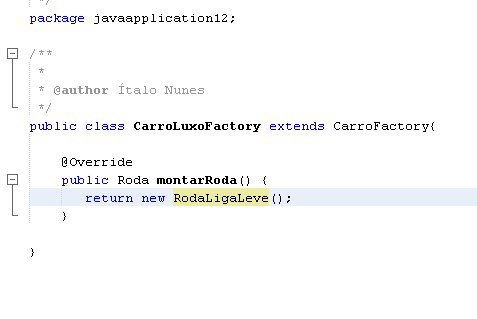 */
package javaapplication12;
/**
*
* @author Ítalo Nunes
*/
public class CarroLuxoFactory extends CarroFactory{
@Override
public Roda montarRoda() {
return new RodaLigaLeve();
}
}